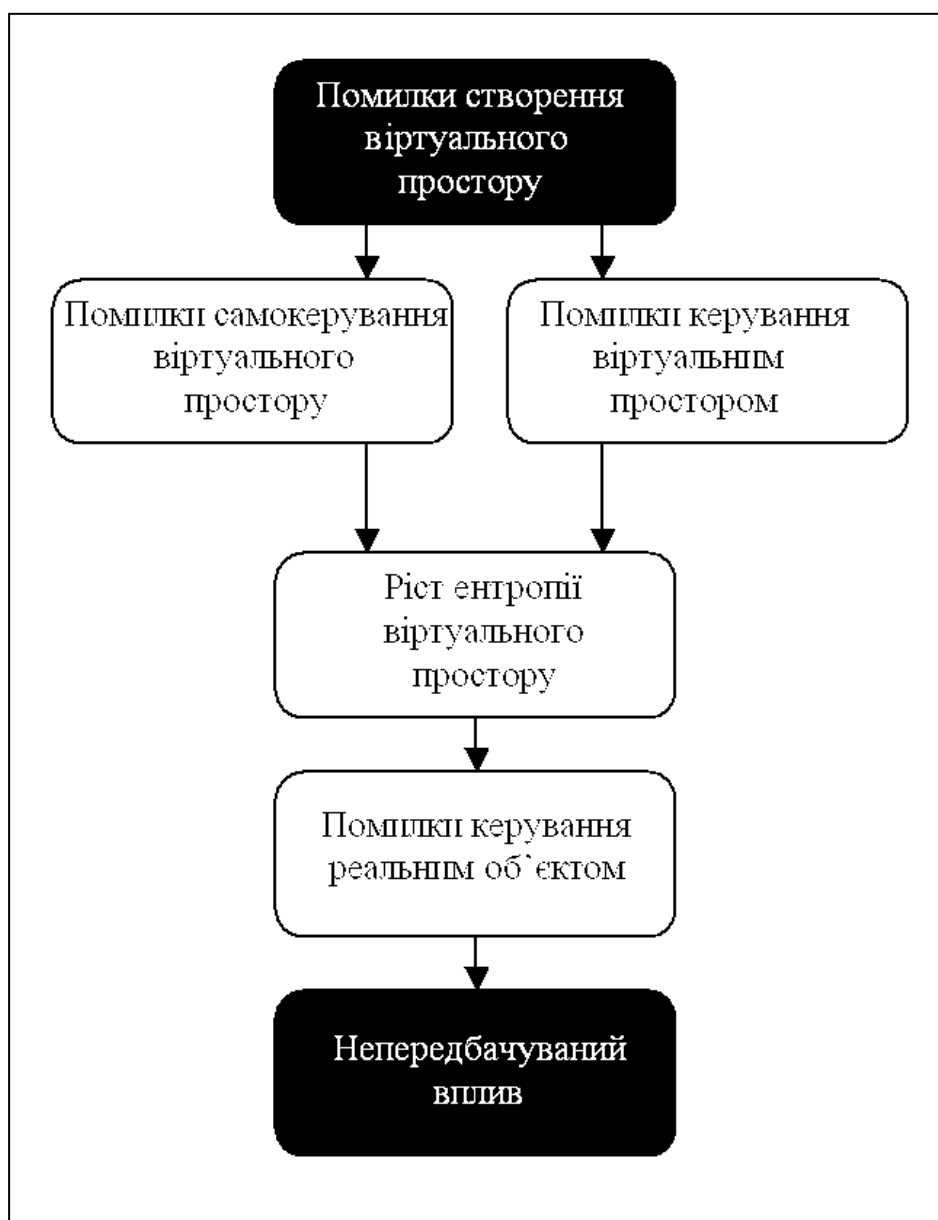 Помилки створення
віртуального
простору
Помилки самокерування
віртуального
простору
Помилки керування
віртуальним
простором
Ріст ентропії
віртуального
простору
Помилки керування
реальним об`єктом
Непередбачуваний
вплив